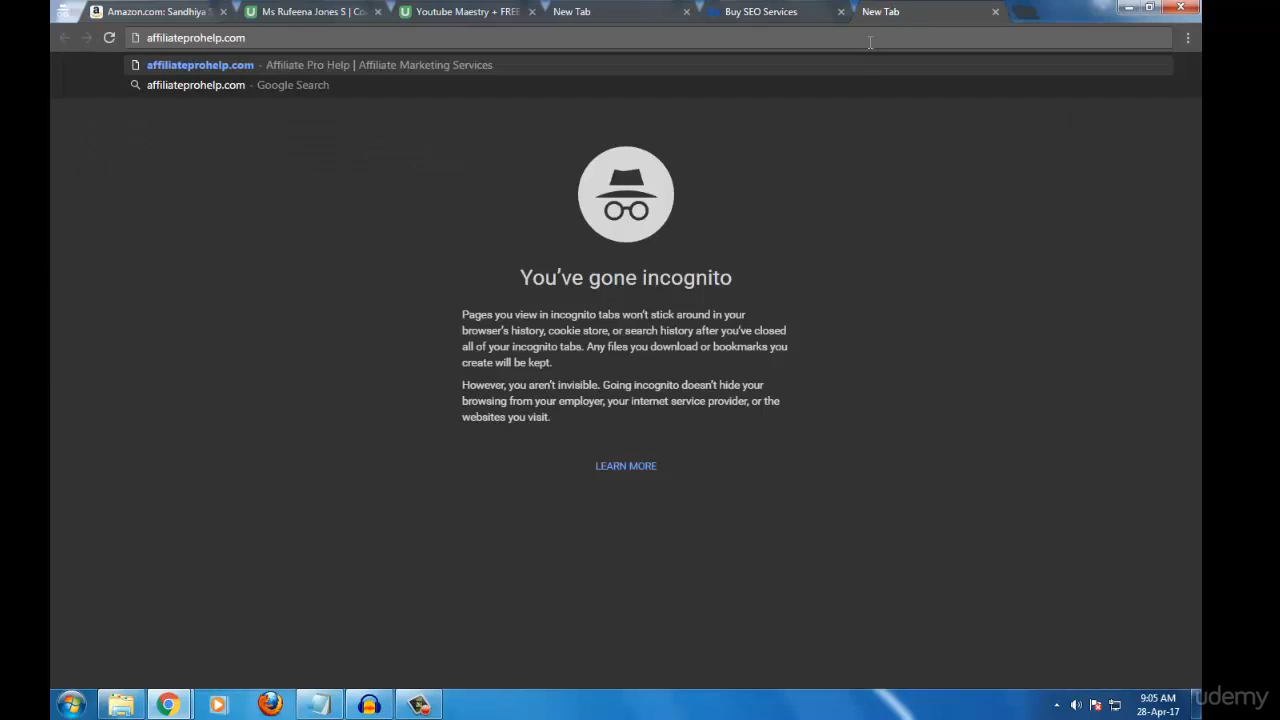 Amazon.com: Sandhiya
Ms Rufeena Jones S | Co
Youtube Maestry + FREE
New Tab
Buy SEO Services
New Tab
affiliateprohelp.com
affiliateprohelp.com - Affiliate Pro Help | Affiliate Marketing Services
affiliateprohelp.com - Google Search
You've gone incognito
Pages you view in incognito tabs won't stick around in your
browser's history, cookie store, or search history after you've closed
all of your incognito tabs. Any files you download or bookmarks you
create will be kept.
However, you aren't invisible. Going incognito doesn't hide your
browsing from your employer, your internet service provider, or the
websites you visit.
LEARN MORE
9:05 AM
28-Apr-17
udemy